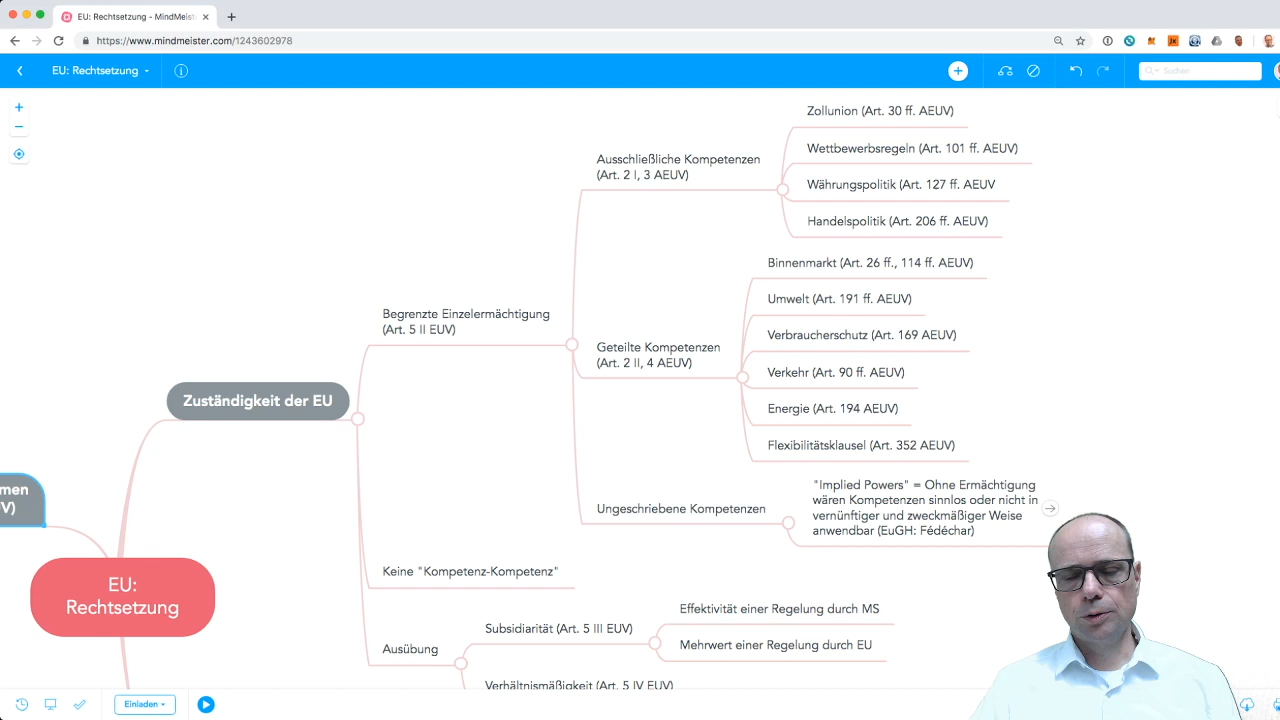 EU: Rechtsetzung - MindMeist
https://www.mindmeister.com/1243602978
EU: Rechtsetzung
Suchen
Zollunion (Art. 30 ff. AEUV)
Ausschließliche Kompetenzen
(Art. 2 I, 3 AEUV)
Wettbewerbsregeln (Art. 101 ff. AEUV)
Währungspolitik (Art. 127 ff. AEUV
Handelspolitik (Art. 206 ff. AEUV)
Binnenmarkt (Art. 26 ff., 114 ff. AEUV)
Umwelt (Art. 191 ff. AEUV)
Begrenzte Einzelermächtigung
(Art. 5 II EUV)
Verbraucherschutz (Art. 169 AEUV)
Geteilte Kompetenzen
(Art. 2 II, 4 AEUV)
Verkehr (Art. 90 ff. AEUV)
Zuständigkeit der EU
Energie (Art. 194 AEUV)
Flexibilitätsklausel (Art. 352 AEUV)
men
V)
Ungeschriebene Kompetenzen
"Implied Powers" = Ohne Ermächtigung
wären Kompetenzen sinnlos oder nicht in
vernünftiger und zweckmäßiger Weise
anwendbar (EuGH: Fédéchar)
EU:
Rechtsetzung
Keine "Kompetenz-Kompetenz"
Effektivität einer Regelung durch MS
Subsidiarität (Art. 5 III EUV)
Mehrwert einer Regelung durch EU
Ausübung
Verhältnismäßigkeit (Art. 5 IV EUV)
Einladen